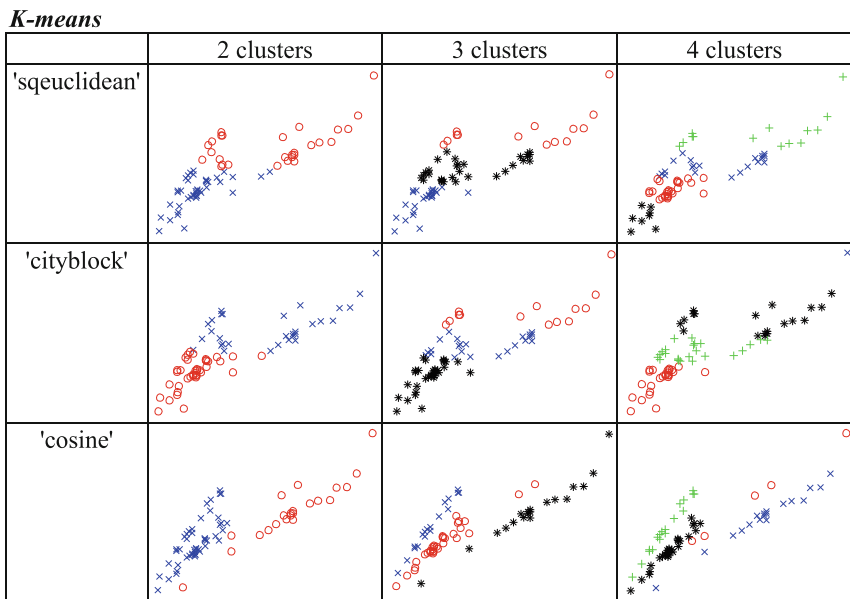 K-means
2 clusters 3 clusters 4 clusters
'sqeuclidean'
'cityblock'
'cosine'